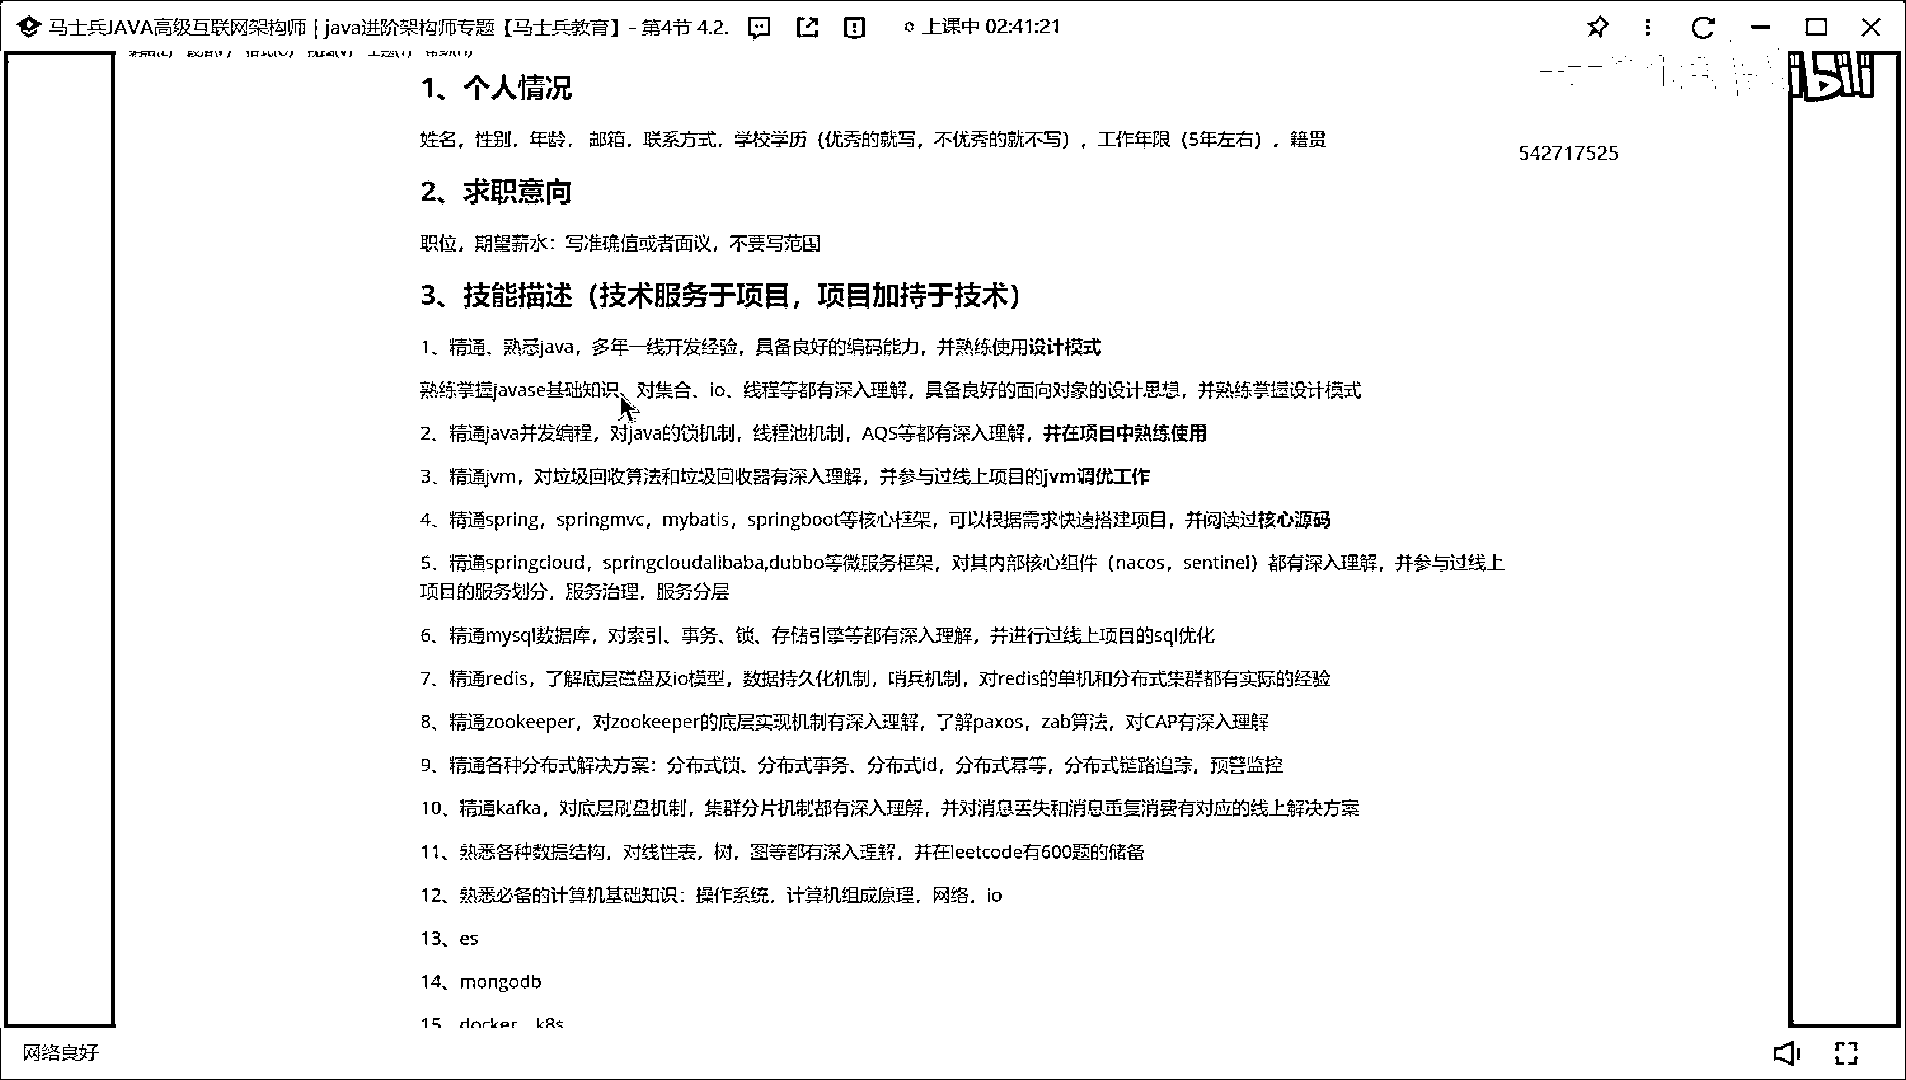 马士兵JAVA高级互联网架构师｜java进阶架构师专题【马士兵教育】- 第4节 4.2.
上课中 02:41:21
1、个人情况
姓名，性别，年龄， 邮箱，联系方式，学校学历（优秀的就写，不优秀的就不写），工作年限（5年左右），籍贯
542717525
2、求职意向
职位，期望薪水：写准确值或者面议，不要写范围
3、技能描述（技术服务于项目，项目加持于技术）
1、精通、熟悉java，多年一线开发经验，具备良好的编码能力，并熟练使用设计模式
熟练掌握javase基础知识、对集合、io、线程等都有深入理解，具备良好的面向对象的设计思想，并熟练掌握设计模式
2、精通java并发编程，对java的锁机制，线程池机制，AQS等都有深入理解，并在项目中熟练使用
3、精通jvm，对垃圾回收算法和垃圾回收器有深入理解，并参与过线上项目的jvm调优工作
4、精通spring，springmvc，mybatis，springboot等核心框架，可以根据需求快速搭建项目，并阅读过核心源码
5、精通springcloud，springcloudalibaba,dubbo等微服务框架，对其内部核心组件（nacos，sentinel）都有深入理解，并参与过线上
项目的服务划分，服务治理，服务分层
6、精通mysql数据库，对索引、事务、锁、存储引擎等都有深入理解，并进行过线上项目的sql优化
7、精通redis，了解底层磁盘及io模型，数据持久化机制，哨兵机制，对redis的单机和分布式集群都有实际的经验
8、精通zookeeper，对zookeeper的底层实现机制有深入理解，了解paxos，zab算法，对CAP有深入理解
9、精通各种分布式解决方案：分布式锁、分布式事务、分布式id，分布式幂等，分布式链路追踪，预警监控
10、精通kafka，对底层刷盘机制，集群分片机制都有深入理解，并对消息丢失和消息重复消费有对应的线上解决方案
11、熟悉各种数据结构，对线性表，树，图等都有深入理解，并在leetcode有600题的储备
12、熟悉必备的计算机基础知识：操作系统，计算机组成原理，网络，io
13、es
14、mongodb
15、docker、k8s
网络良好